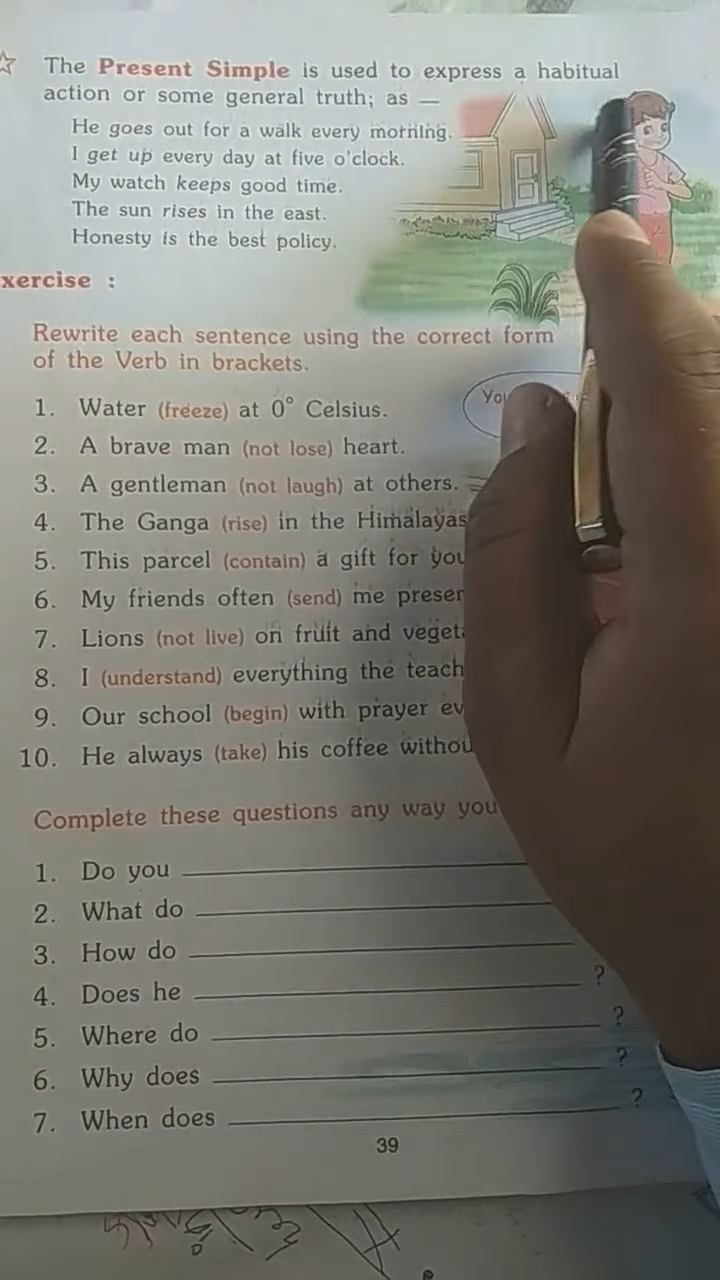 The Present Simple is used to express a habitual
action or some general truth; as —
He goes out for a walk every morning.
I get up every day at five o'clock.
My watch keeps good time.
The sun rises in the east.
Honesty is the best policy.
xercise :
Rewrite each sentence using the correct form
of the Verb in brackets.
1. Water (freeze) at 0° Celsius.
2. A brave man (not lose) heart.
3. A gentleman (not laugh) at others.
4. The Ganga (rise) in the Himalayas
5. This parcel (contain) a gift for you
6. My friends often (send) me presen
7. Lions (not live) on fruit and veget
8. I (understand) everything the teach
9. Our school (begin) with prayer ev
10. He always (take) his coffee withou
Complete these questions any way you
1. Do you
2. What do
3. How do
4. Does he ?
5. Where do ?
6. Why does ?
7. When does ?
39